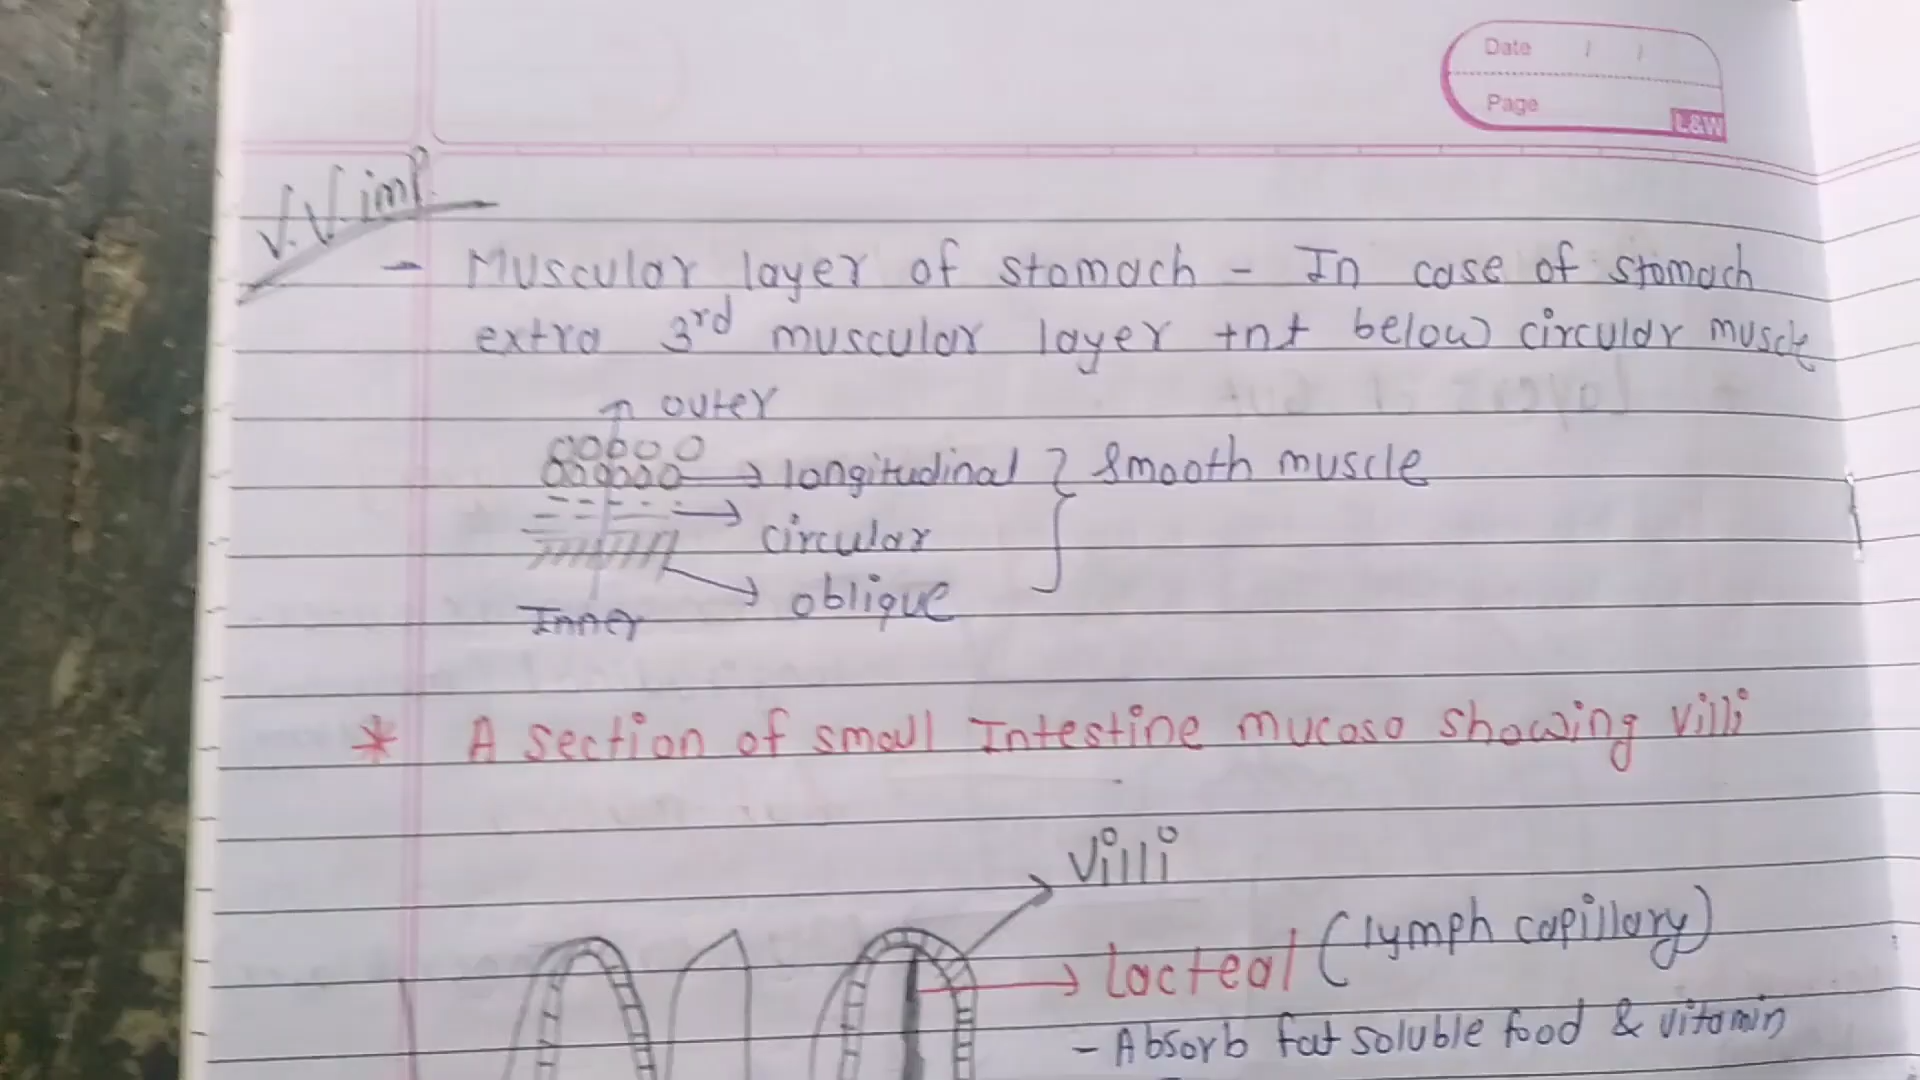 Date / /
Page
L&W
V.V.imp.
- Muscular layer of stomach - In case of stomach
extra 3rd muscular layer +nt below circular muscle
outer
longitudinal } Smooth muscle
circular
oblique
Inner
* A section of small Intestine mucosa showing villi
Villi
Lacteal (lymph capillary)
- Absorb fat soluble food & vitamin